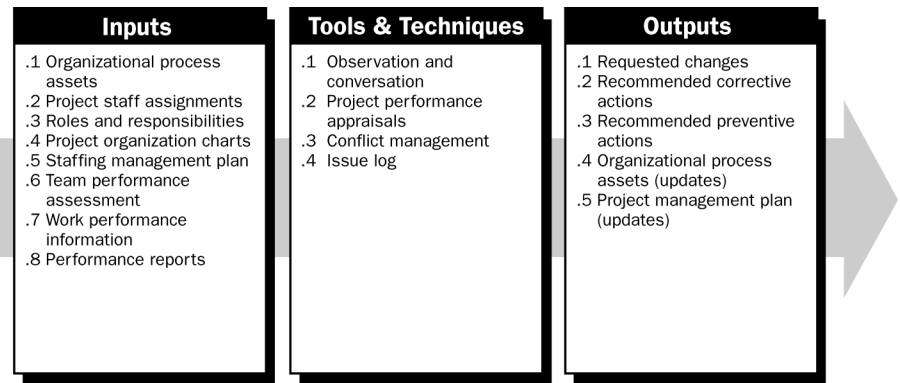 Inputs
.1 Organizational process
assets
.2 Project staff assignments
.3 Roles and responsibilities
.4 Project organization charts
.5 Staffing management plan
.6 Team performance
assessment
.7 Work performance
information
.8 Performance reports
Tools & Techniques
.1 Observation and
conversation
.2 Project performance
appraisals
.3 Conflict management
.4 Issue log
Outputs
.1 Requested changes
.2 Recommended corrective
actions
.3 Recommended preventive
actions
.4 Organizational process
assets (updates)
.5 Project management plan
(updates)